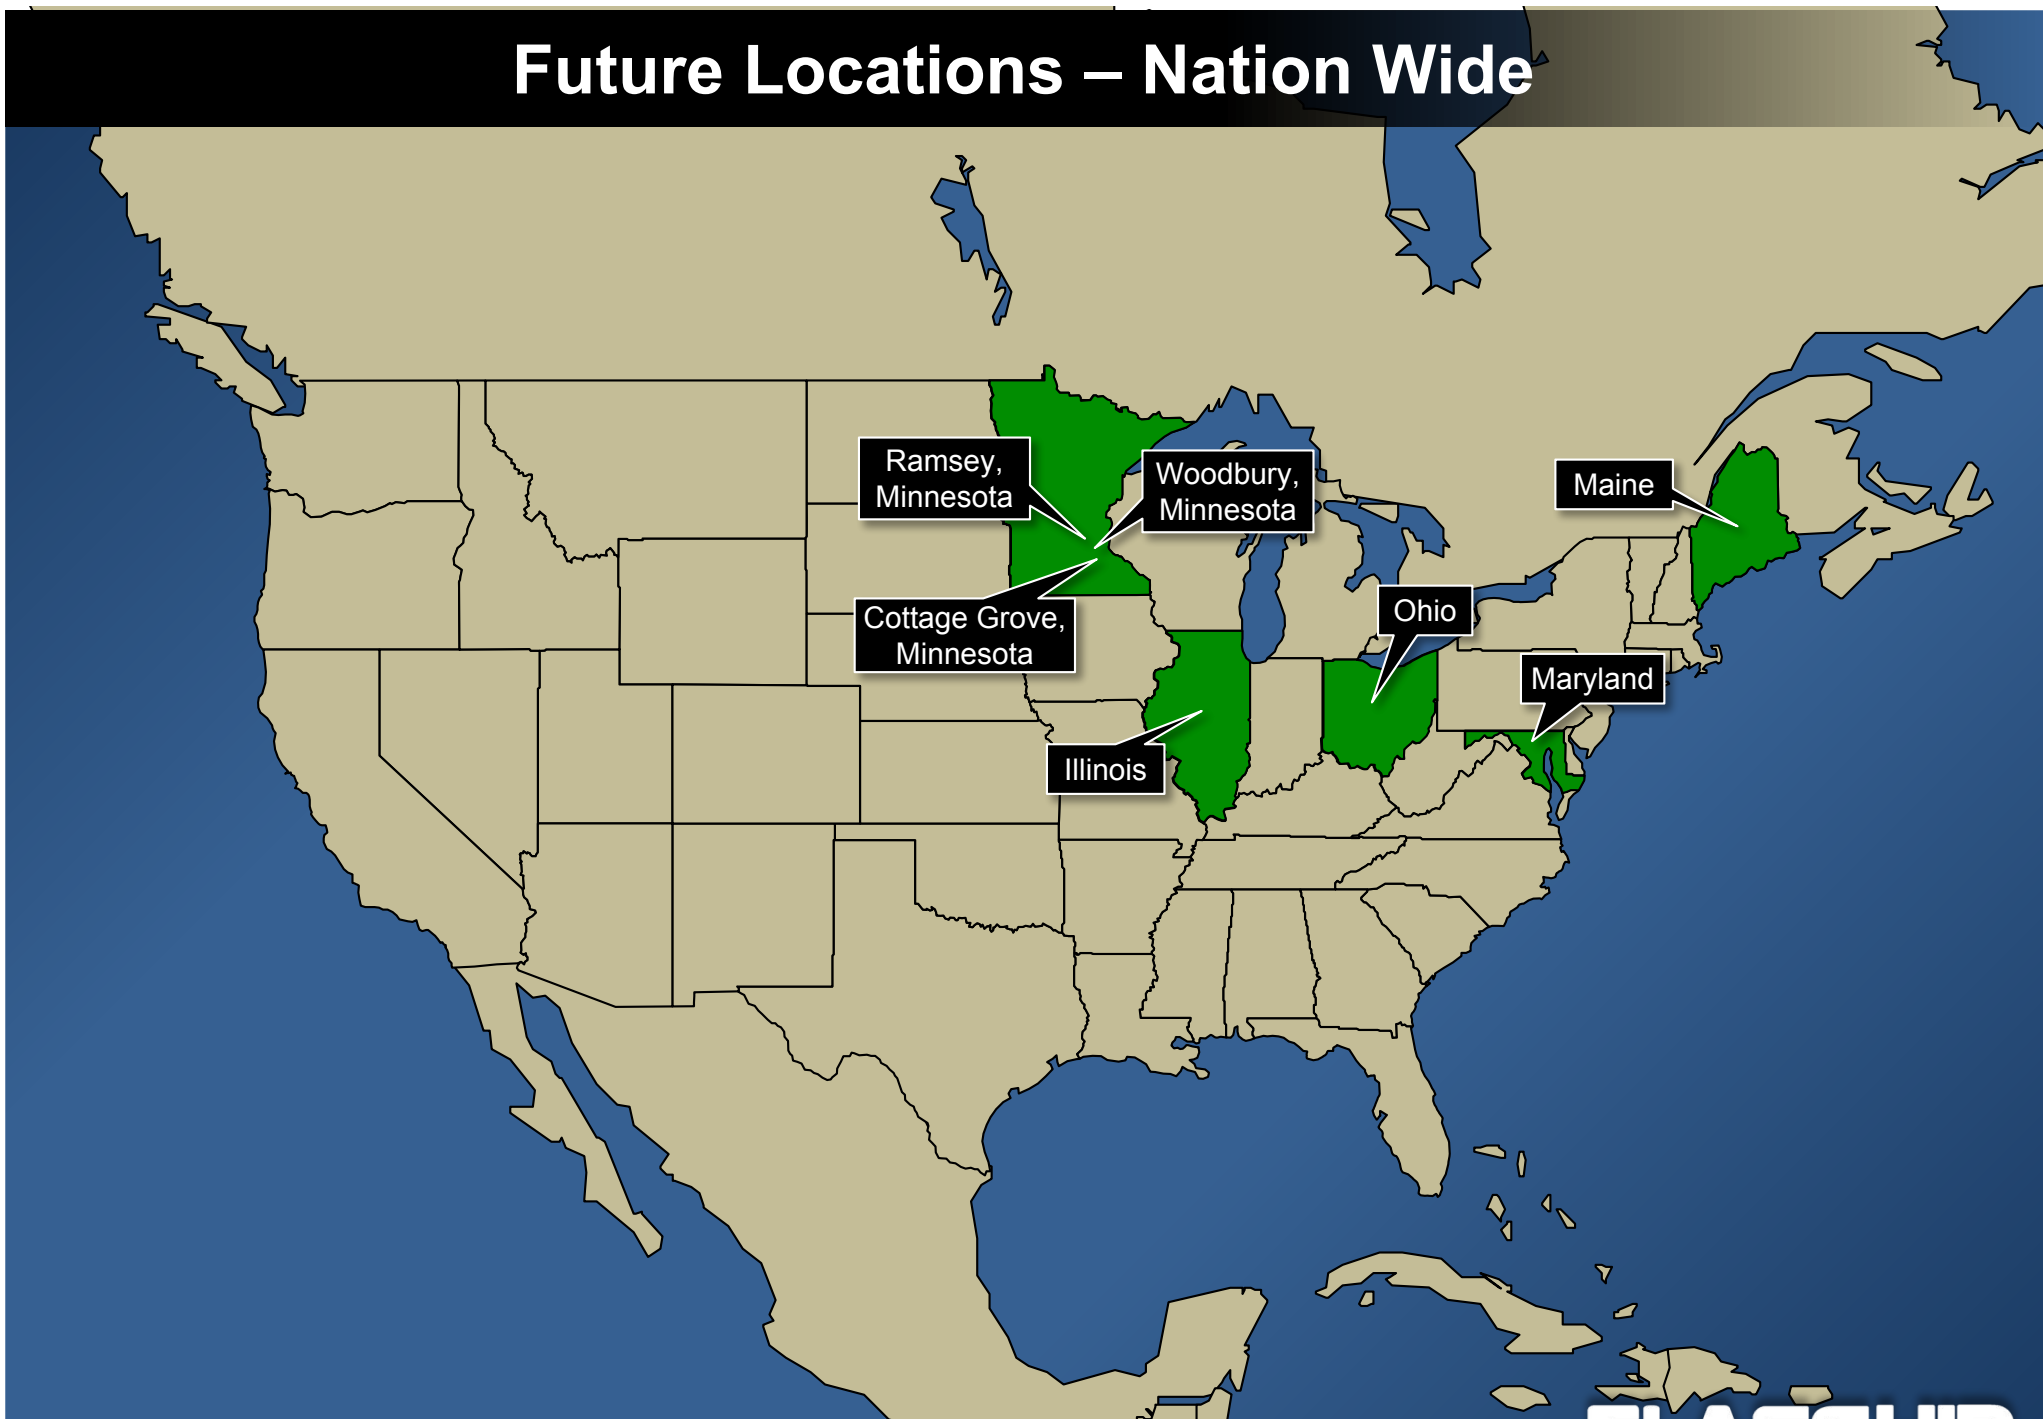 Future Locations – Nation Wide
Ramsey,
Minnesota
Woodbury,
Minnesota
Maine
Cottage Grove,
Minnesota
Ohio
Maryland
Illinois